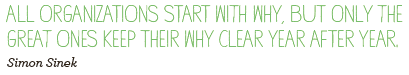 ALL ORGANIZATIONS START WITH WHY, BUT ONLY THE
GREAT ONES KEEP THEIR WHY CLEAR YEAR AFTER YEAR.
Simon Sinek